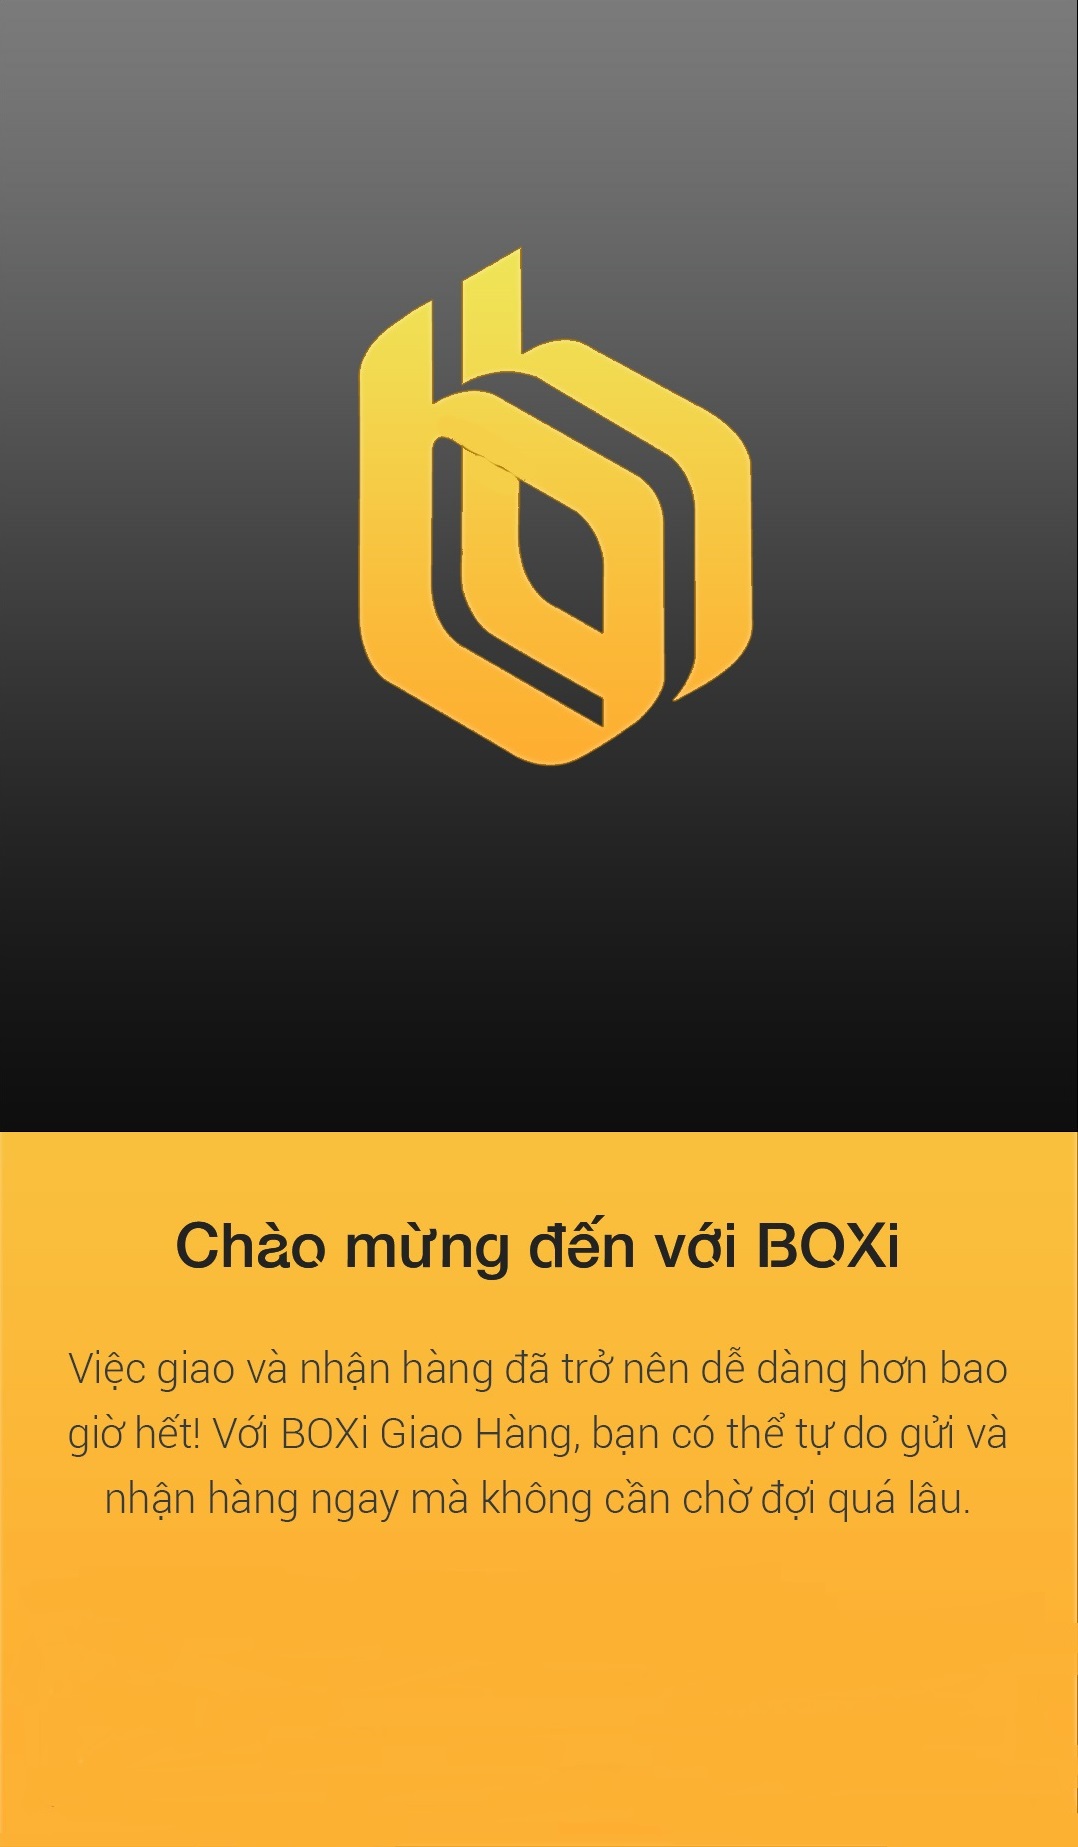 Chào mừng đến với BOXi
Việc giao và nhận hàng đã trở nên dễ dàng hơn bao
giờ hết! Với BOXi Giao Hàng, bạn có thể tự do gửi và
nhận hàng ngay mà không cần chờ đợi quá lâu.